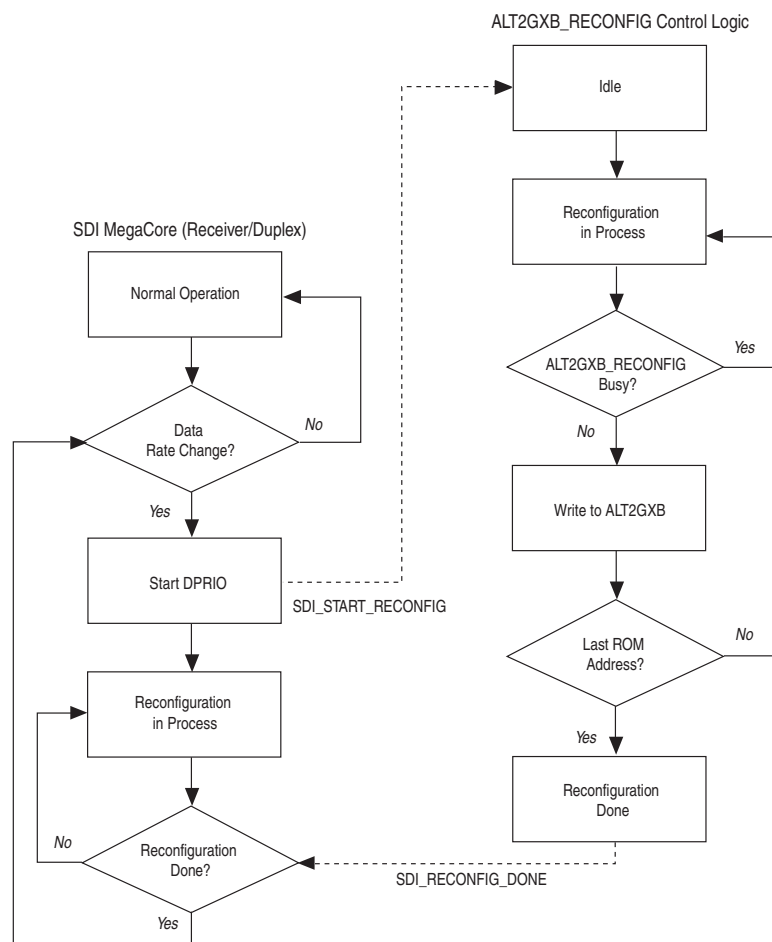 ALT2GXB_RECONFIG Control Logic
Idle
Reconfiguration
in Process
ALT2GXB_RECONFIG
Busy?
Yes
No
Write to ALT2GXB
Last ROM
Address?
No
Yes
Reconfiguration
Done
SDI MegaCore (Receiver/Duplex)
Normal Operation
Data
Rate Change?
No
Yes
Start DPRIO
SDI_START_RECONFIG
Reconfiguration
in Process
No
Reconfiguration
Done?
SDI_RECONFIG_DONE
Yes